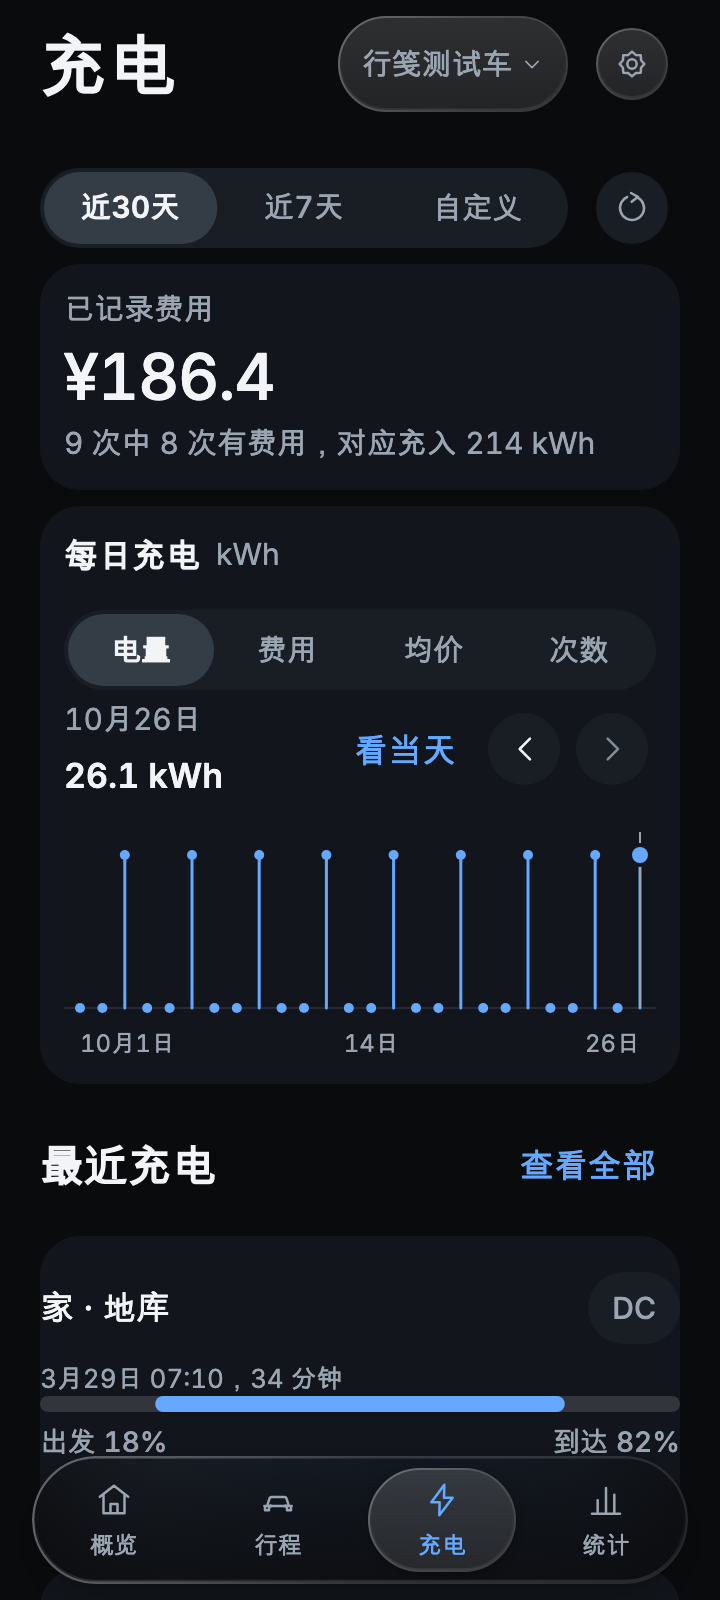 充电
行笺测试车
近30天 近7天 自定义
已记录费用
¥186.4
9 次中 8 次有费用，对应充入 214 kWh
每日充电 kWh
电量 费用 均价 次数
10月26日
看当天
26.1 kWh
10月1日 14日 26日
最近充电 查看全部
家 · 地库 DC
3月29日 07:10，34 分钟
出发 18% 到达 82%
概览 行程 充电 统计